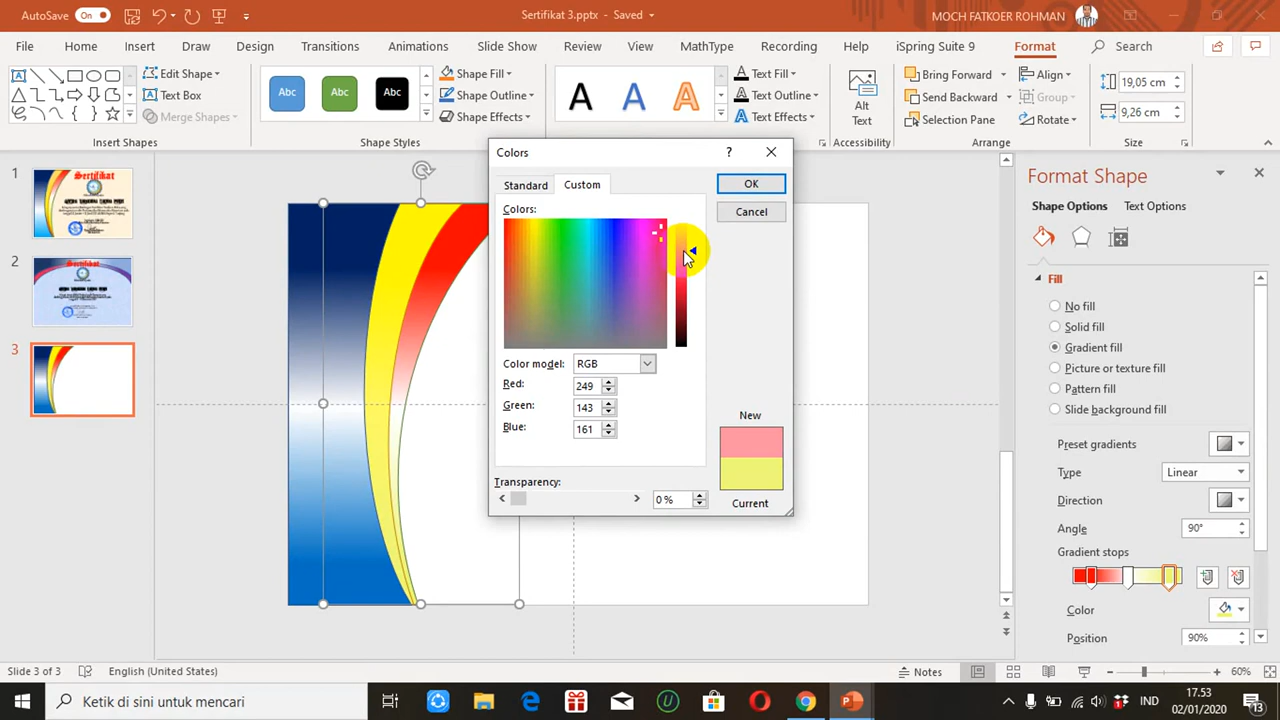 AutoSave On
Sertifikat 3.pptx - Saved
MOCH FATKOER ROHMAN
File Home Insert Draw Design Transitions Animations Slide Show Review View MathType Recording Help iSpring Suite 9 Format Search
Edit Shape
Text Box
Merge Shapes
Insert Shapes
Abc Abc Abc
Shape Fill
Shape Outline
Shape Effects
Shape Styles
A A A
Text Fill
Text Outline
Text Effects
Alt
Text
Accessibility
Bring Forward
Send Backward
Selection Pane
Align
Group
Rotate
Arrange
19,05 cm
9,26 cm
Size
1
Sertifikat
2
3
Colors
?
Standard
Custom
OK
Cancel
Colors:
Color model: RGB
Red: 249
Green: 143
Blue: 161
New
Current
Transparency:
0 %
Format Shape
Shape Options Text Options
Fill
No fill
Solid fill
Gradient fill
Picture or texture fill
Pattern fill
Slide background fill
Preset gradients
Type Linear
Direction
Angle 90°
Gradient stops
Color
Position 90%
Slide 3 of 3
English (United States)
Notes
60%
Ketik di sini untuk mencari
IND
17.53
02/01/2020
13